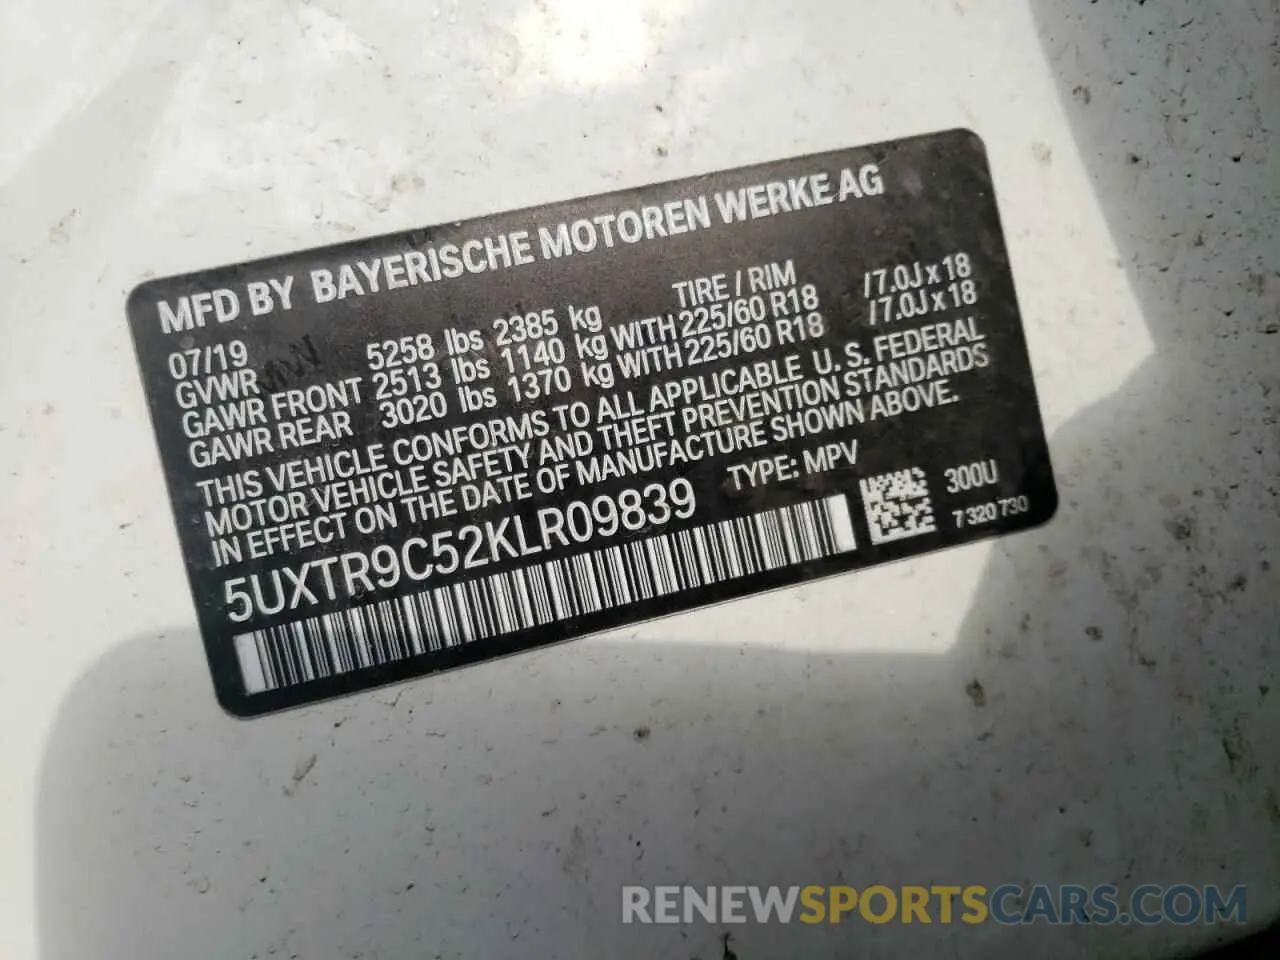 MFD BY BAYERISCHE MOTOREN WERKE AG
07/19 TIRE / RIM
GVWR 5258 lbs 2385 kg
GAWR FRONT 2513 lbs 1140 kg WITH 225/60 R18 /7.0J x 18
GAWR REAR 3020 lbs 1370 kg WITH 225/60 R18 /7.0J x 18
THIS VEHICLE CONFORMS TO ALL APPLICABLE U. S. FEDERAL
MOTOR VEHICLE SAFETY AND THEFT PREVENTION STANDARDS
IN EFFECT ON THE DATE OF MANUFACTURE SHOWN ABOVE.
5UXTR9C52KLR09839 TYPE: MPV
300U
7 320 730
RENEWSPORTSCARS.COM